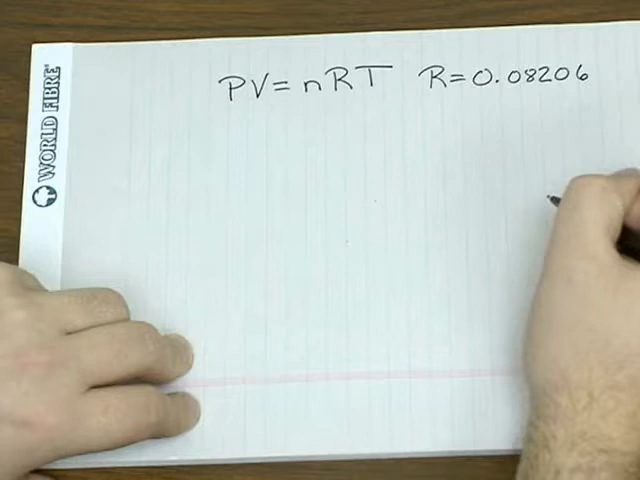 PV = nRT R = 0.08206
WORLD FIBRE